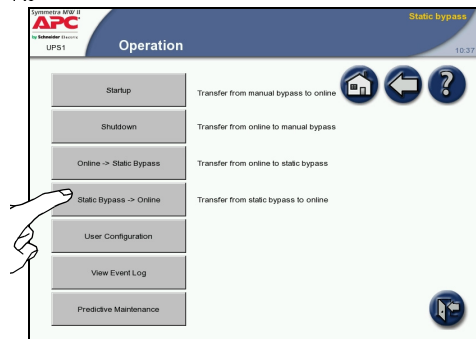 Symmetra MW II
APC
by Schneider Electric
UPS1
Operation
Static bypass
10:37
Startup
Transfer from manual bypass to online
Shutdown
Transfer from online to manual bypass
Online -> Static Bypass
Transfer from online to static bypass
Static Bypass -> Online
Transfer from static bypass to online
User Configuration
View Event Log
Predictive Maintenance